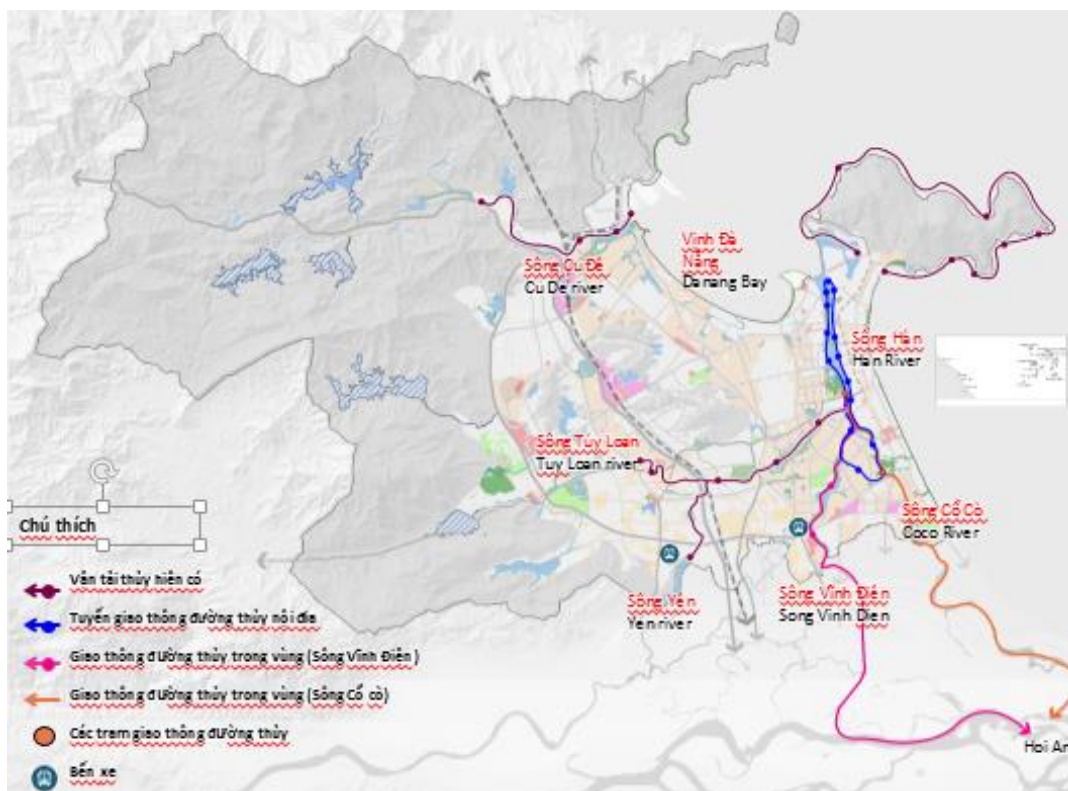 Vịnh Đà
Nẵng
Danang Bay
Sông Cu Đê
Cu De river
Sông Hàn
Han River
Sông Túy Loan
Tuy Loan river
Sông Cổ Cò
Coco River
Sông Yên
Yen river
Sông Vĩnh Điện
Song Vinh Dien
Hoi An
Chú thích
Vận tải thủy hiện có
Tuyến giao thông đường thủy nội địa
Giao thông đường thủy trong vùng (Sông Vĩnh Điện )
Giao thông đường thủy trong vùng (Sông Cổ cò)
Các trạm giao thông đường thủy
Bến xe